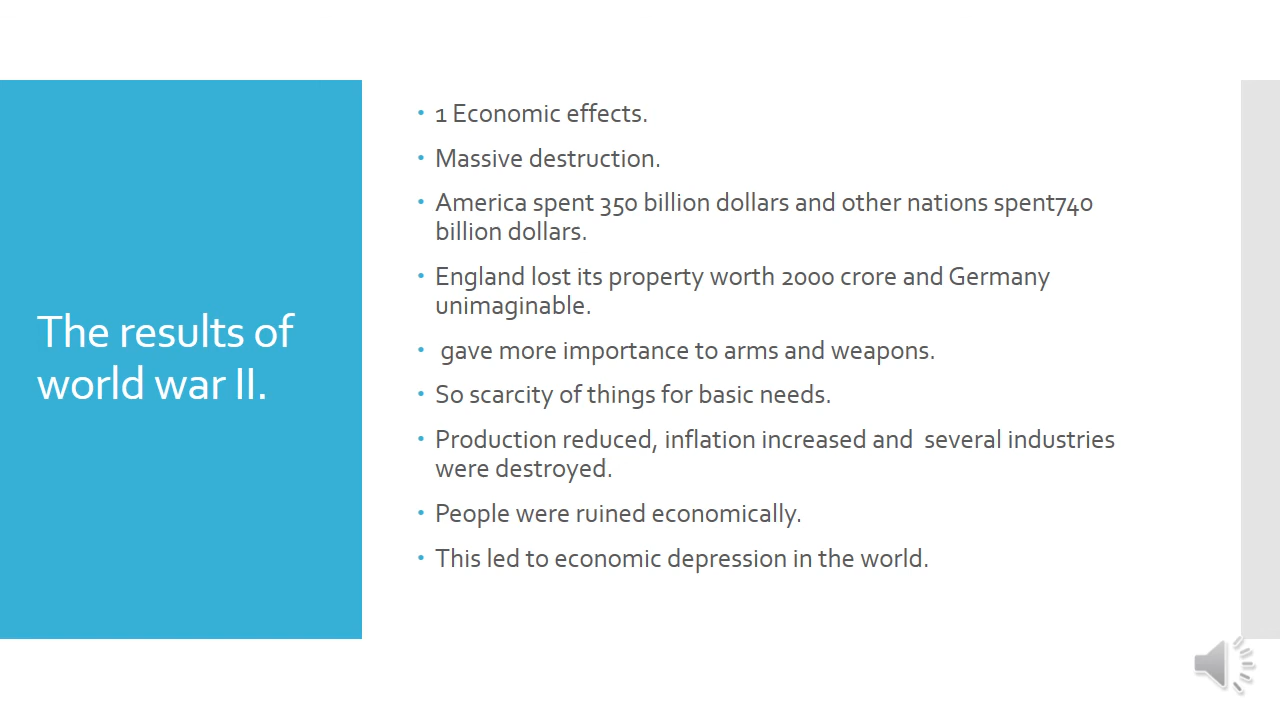 The results of
world war II.
• 1 Economic effects.
• Massive destruction.
• America spent 350 billion dollars and other nations spent740
billion dollars.
• England lost its property worth 2000 crore and Germany
unimaginable.
• gave more importance to arms and weapons.
• So scarcity of things for basic needs.
• Production reduced, inflation increased and  several industries
were destroyed.
• People were ruined economically.
• This led to economic depression in the world.